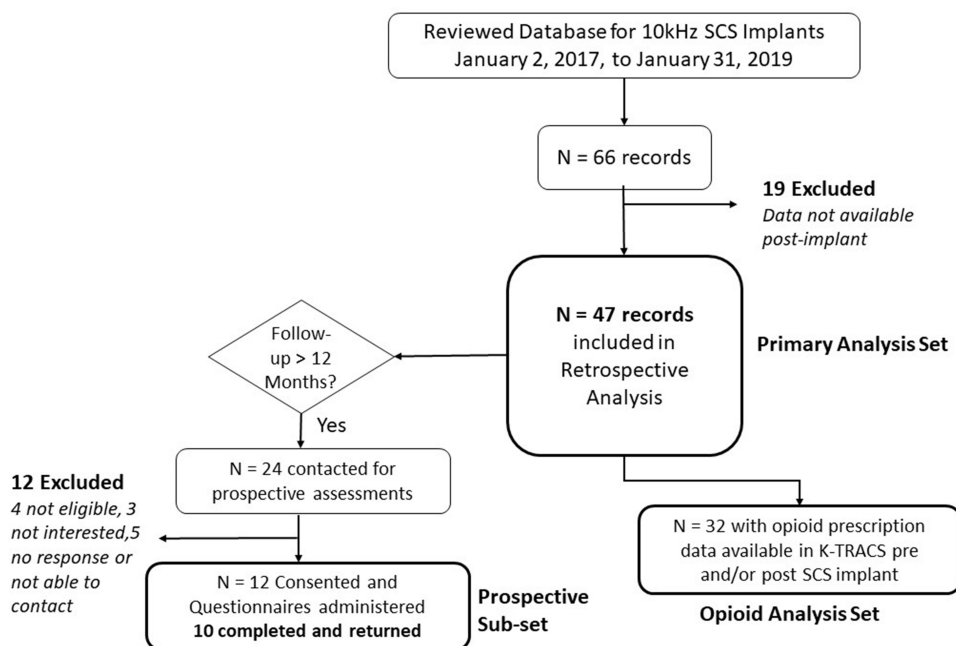 Reviewed Database for 10kHz SCS Implants
January 2, 2017, to January 31, 2019
N = 66 records
19 Excluded
Data not available
post-implant
N = 47 records
included in
Retrospective
Analysis
Primary Analysis Set
Follow-
up > 12
Months?
Yes
N = 24 contacted for
prospective assessments
12 Excluded
4 not eligible, 3
not interested,5
no response or
not able to
contact
N = 12 Consented and
Questionnaires administered
10 completed and returned
Prospective
Sub-set
N = 32 with opioid prescription
data available in K-TRACS pre
and/or post SCS implant
Opioid Analysis Set